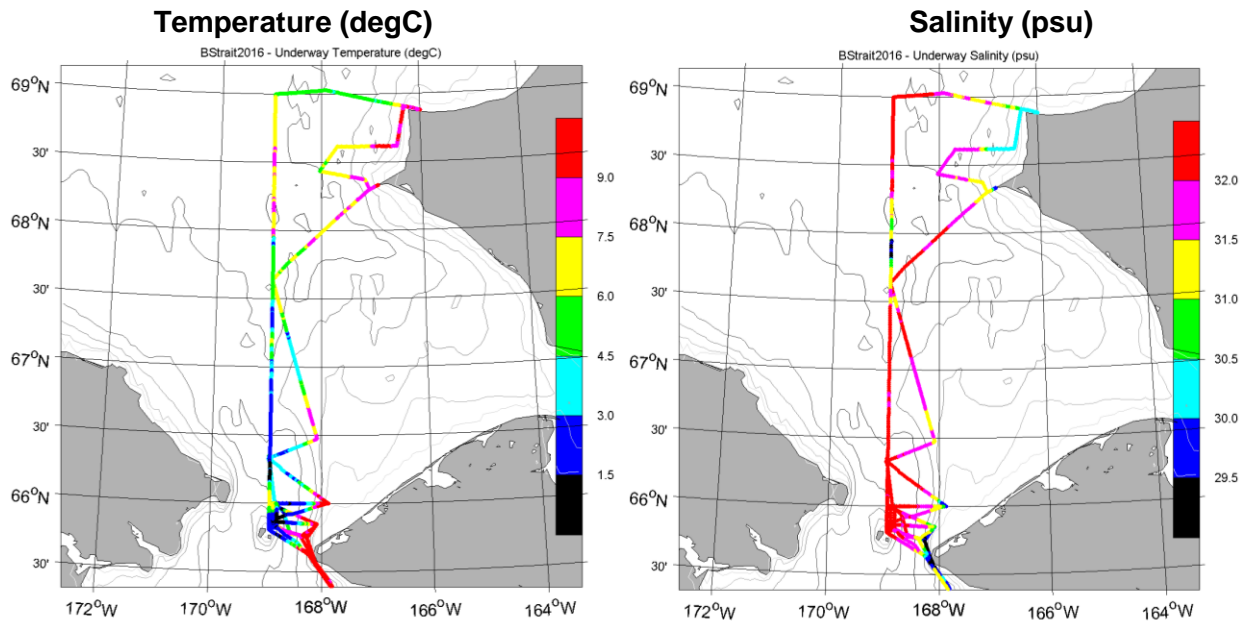 Temperature (degC)
Salinity (psu)
BStrait2016 - Underway Temperature (degC)
BStrait2016 - Underway Salinity (psu)
69°N
30'
68°N
30'
67°N
30'
66°N
30'
172°W
170°W
168°W
166°W
164°W
9.0
7.5
6.0
4.5
3.0
1.5
69°N
30'
68°N
30'
67°N
30'
66°N
30'
172°W
170°W
168°W
166°W
164°W
32.0
31.5
31.0
30.5
30.0
29.5